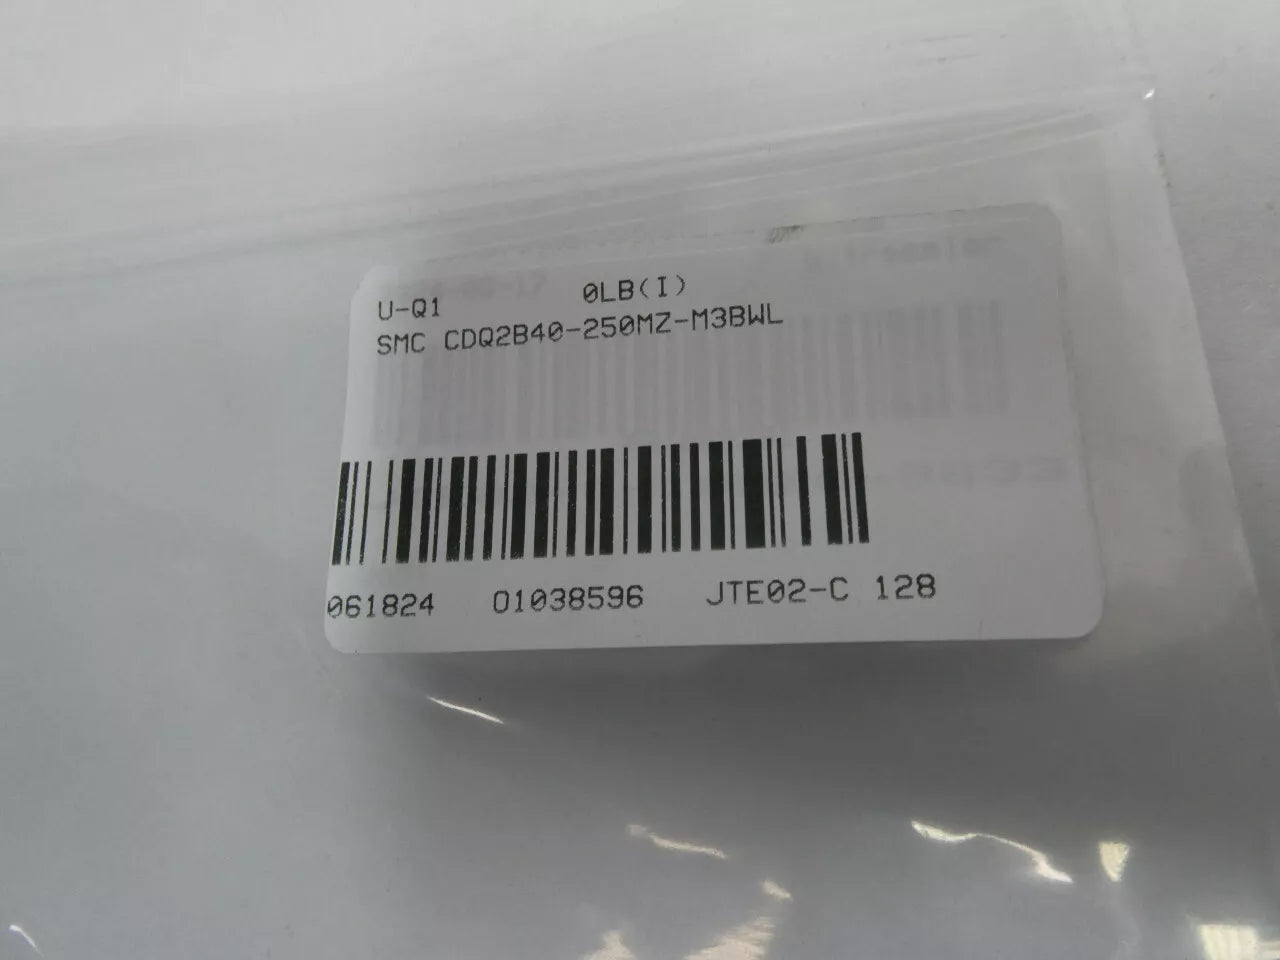 U-Q1 0LB(I)
SMC CDQ2B40-250MZ-M3BWL
061824 01038596 JTE02-C 128